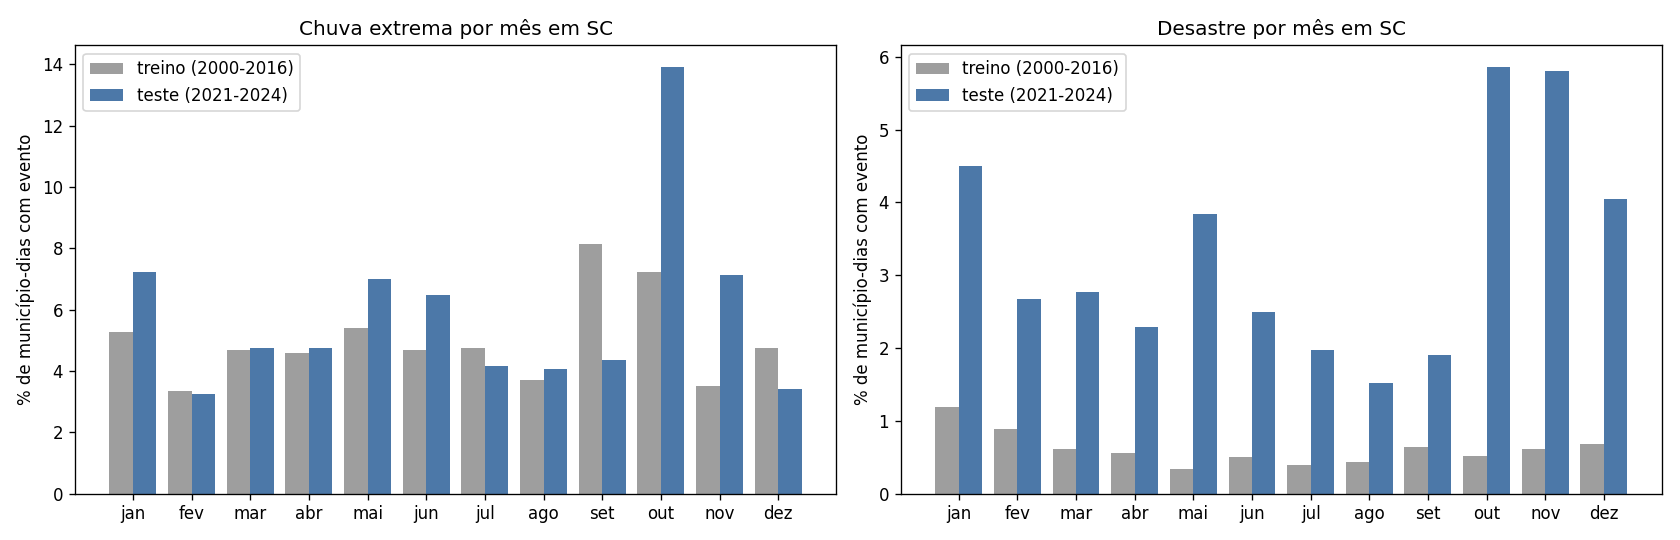 Chuva extrema por mês em SC
treino (2000-2016)
teste (2021-2024)
% de município-dias com evento
14
12
10
8
6
4
2
0
jan fev mar abr mai jun jul ago set out nov dez
Desastre por mês em SC
treino (2000-2016)
teste (2021-2024)
% de município-dias com evento
6
5
4
3
2
1
0
jan fev mar abr mai jun jul ago set out nov dez